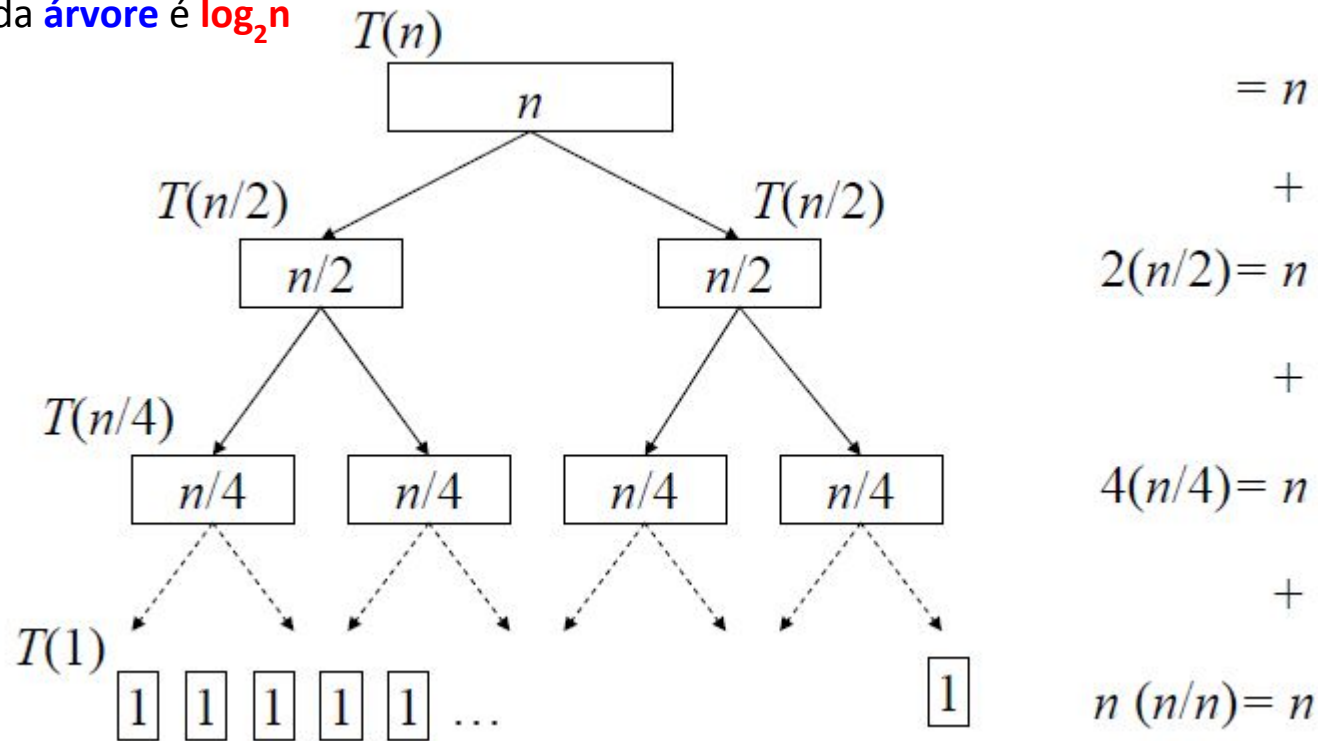 da árvore é log₂n
T(n)
n
= n
+
T(n/2) T(n/2)
n/2 n/2
2(n/2)= n
+
T(n/4)
n/4 n/4 n/4 n/4
4(n/4)= n
+
T(1)
1 1 1 1 1 ... 1
n (n/n)= n